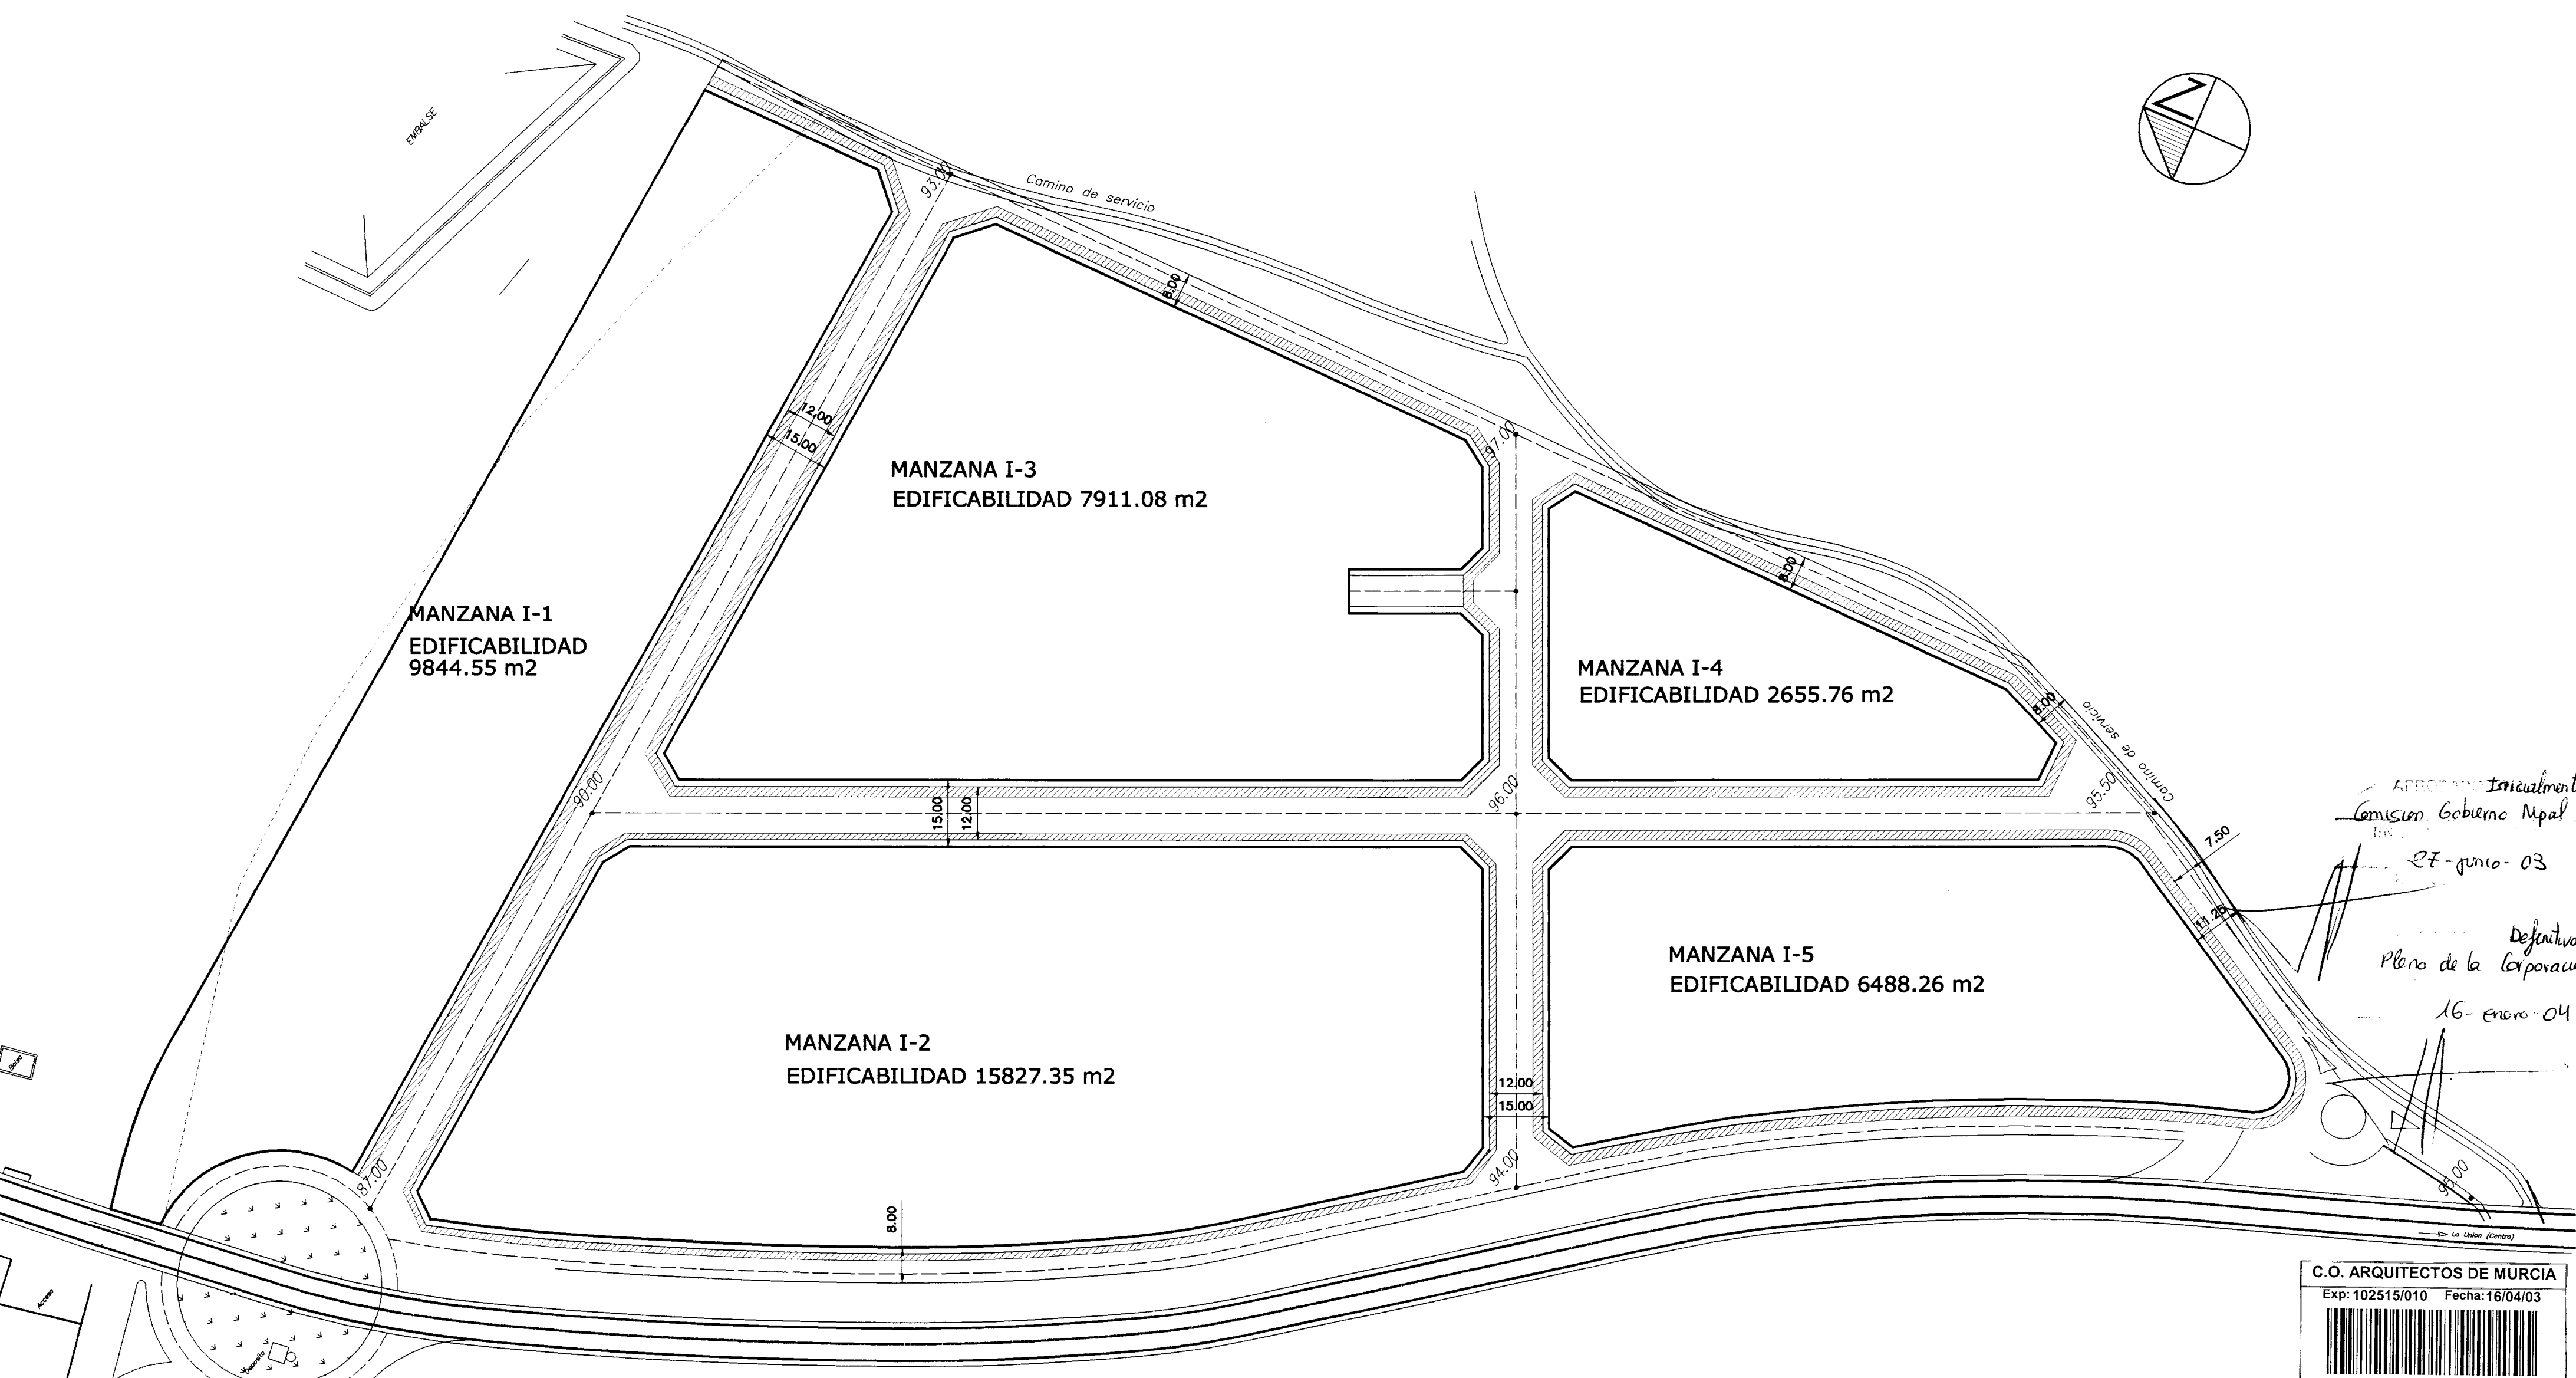 EMBALSE
93.00
Camino de servicio
8.00
12.00
15.00
97.00
MANZANA I-3
EDIFICABILIDAD 7911.08 m2
8.00
MANZANA I-1
EDIFICABILIDAD
9844.55 m2
MANZANA I-4
EDIFICABILIDAD 2655.76 m2
8.00
Camino de servicio
90.00
15.00
12.00
96.00
95.50
7.50
11.25
Inicialment
Comision Gobierno Mpal
27-junio-03
Definitiva
Pleno de la Corporaci
16-enero-04
MANZANA I-5
EDIFICABILIDAD 6488.26 m2
MANZANA I-2
EDIFICABILIDAD 15827.35 m2
12.00
15.00
87.00
94.00
95.00
8.00
La Union (Centro)
Acceso
Deposito
C.O. ARQUITECTOS DE MURCIA
Exp: 102515/010 Fecha: 16/04/03